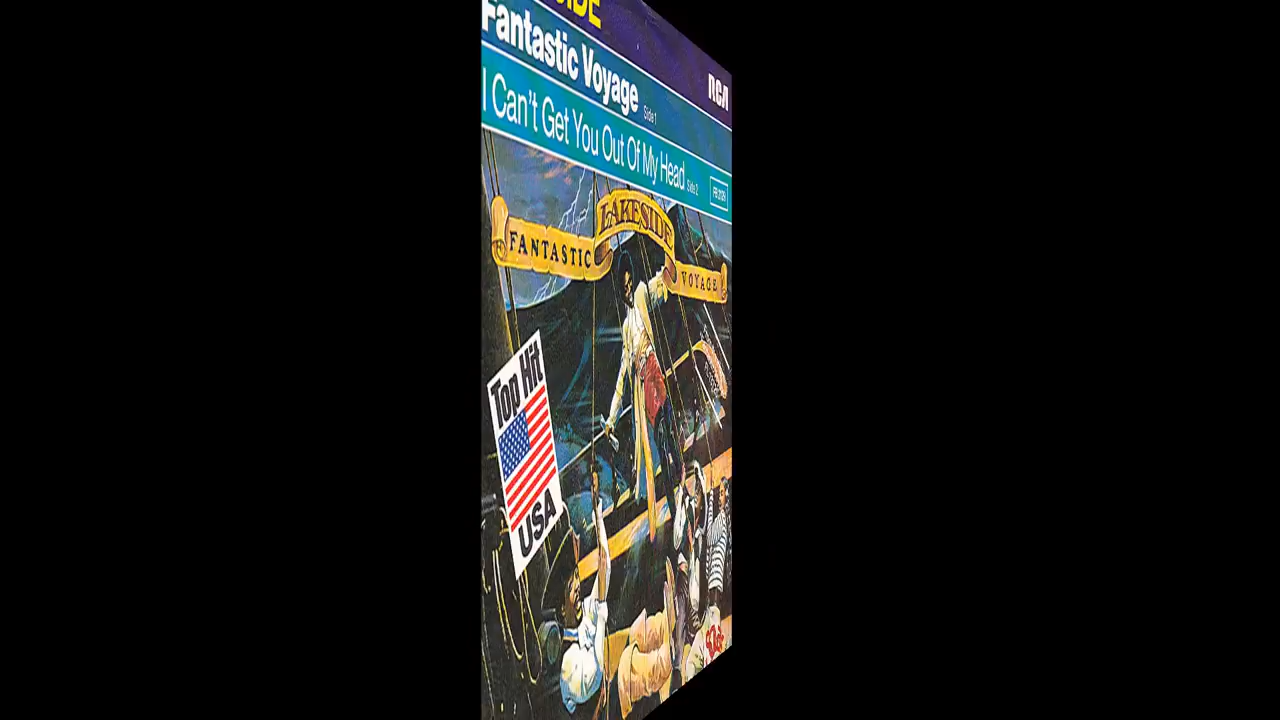 Fantastic Voyage Side 1
RCA
I Can't Get You Out Of My Head Side 2
LAKESIDE
FANTASTIC
VOYAGE
Top Hit
USA